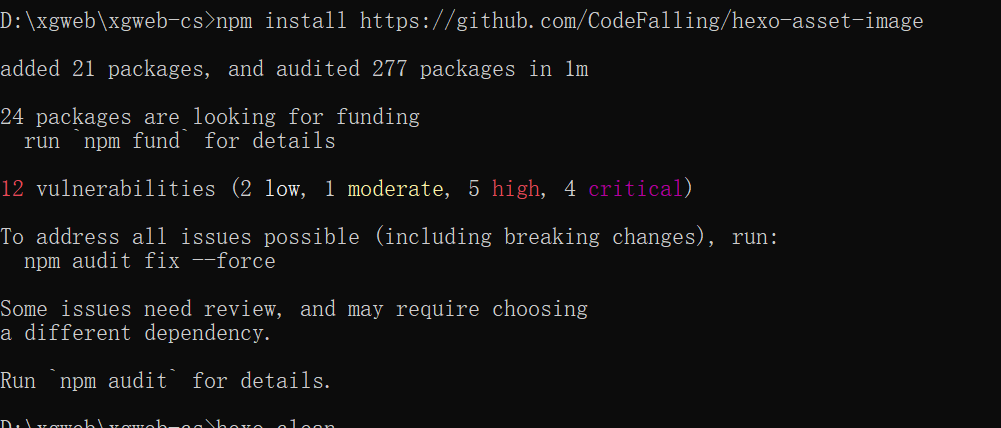 D:\xgweb\xgweb-cs>npm install https://github.com/CodeFalling/hexo-asset-image
added 21 packages, and audited 277 packages in 1m
24 packages are looking for funding
run `npm fund` for details
12 vulnerabilities (2 low, 1 moderate, 5 high, 4 critical)
To address all issues possible (including breaking changes), run:
npm audit fix --force
Some issues need review, and may require choosing
a different dependency.
Run `npm audit` for details.
D:\xgweb\xgweb-cs>hexo clean